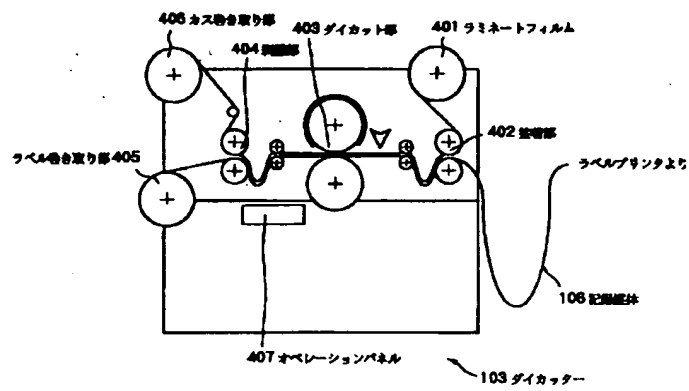 406 カス巻き取り部
403 ダイカット部
401 ラミネートフィルム
404 剥離部
402 塗着部
ラベル巻き取り部 405
ラベルプリンタより
106 記録媒体
407 オペレーションパネル
103 ダイカッター